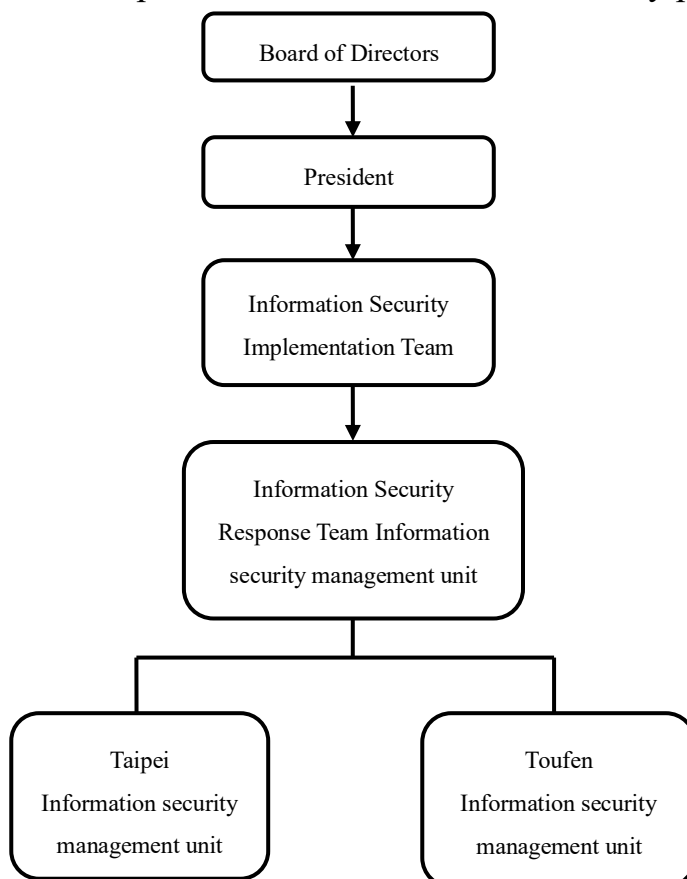 Board of Directors
President
Information Security
Implementation Team
Information Security
Response Team Information
security management unit
Taipei
Information security
management unit
Toufen
Information security
management unit